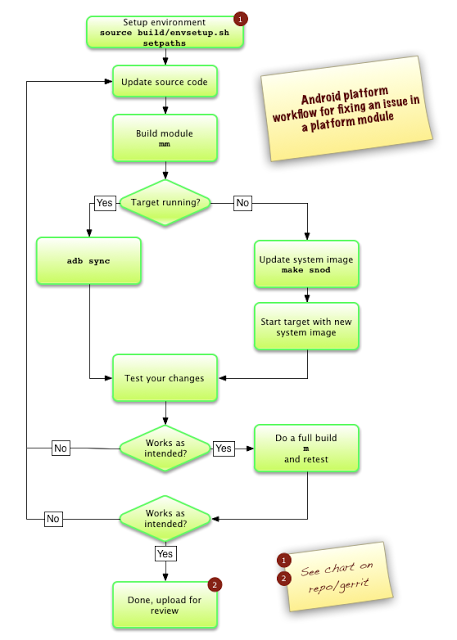 Setup environment
source build/envsetup.sh
setpaths
1
Update source code
Android platform
workflow for fixing an issue in
a platform module
Build module
mm
Target running?
Yes
No
adb sync
Update system image
make snod
Start target with new
system image
Test your changes
Works as
intended?
No
Yes
Do a full build
m
and retest
Works as
intended?
No
Yes
Done, upload for
review
2
1
2
See chart on
repo/gerrit